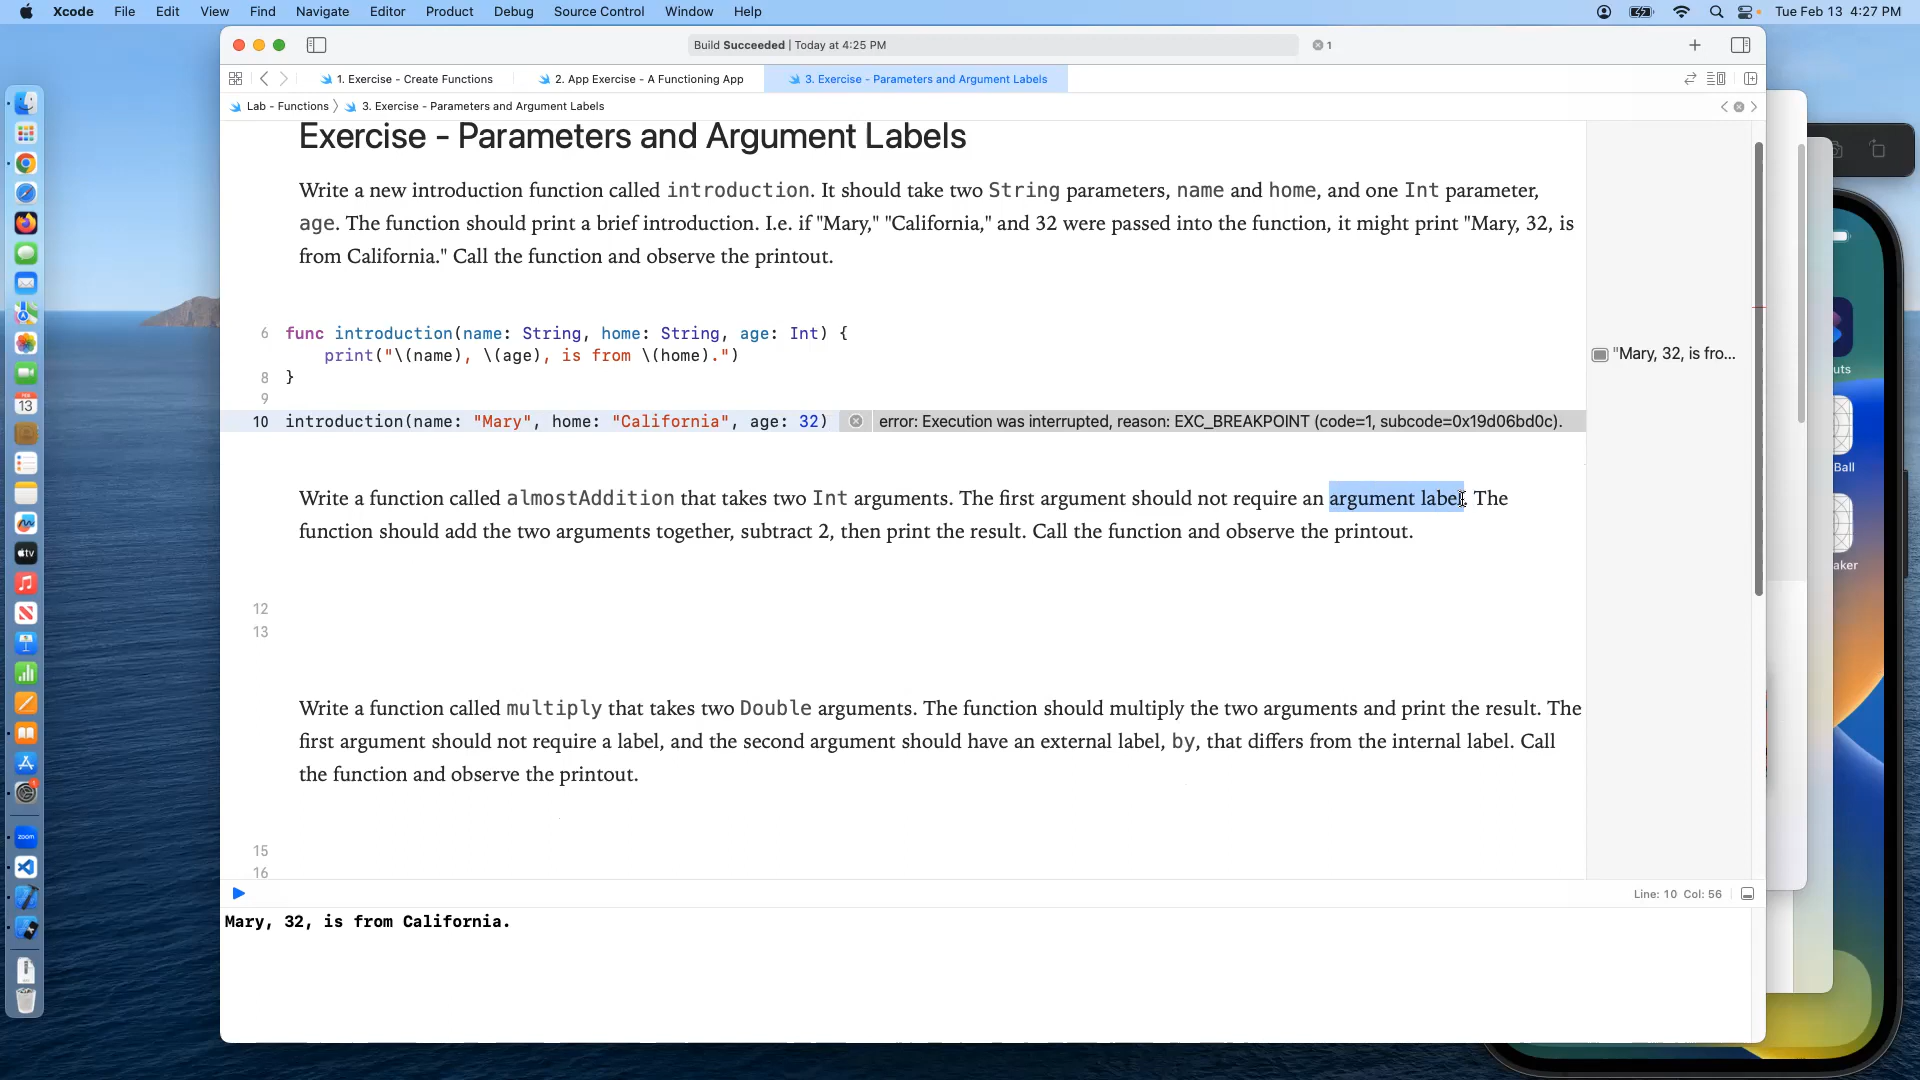 Xcode File Edit View Find Navigate Editor Product Debug Source Control Window Help Tue Feb 13 4:27 PM
Build Succeeded | Today at 4:25 PM 1
1. Exercise - Create Functions 2. App Exercise - A Functioning App 3. Exercise - Parameters and Argument Labels
Lab - Functions 3. Exercise - Parameters and Argument Labels
Exercise - Parameters and Argument Labels
Write a new introduction function called introduction. It should take two String parameters, name and home, and one Int parameter,
age. The function should print a brief introduction. I.e. if "Mary," "California," and 32 were passed into the function, it might print "Mary, 32, is
from California." Call the function and observe the printout.
6 func introduction(name: String, home: String, age: Int) {
print("\(name), \(age), is from \(home).")
"Mary, 32, is fro...
8 }
9
10 introduction(name: "Mary", home: "California", age: 32) error: Execution was interrupted, reason: EXC_BREAKPOINT (code=1, subcode=0x19d06bd0c).
Write a function called almostAddition that takes two Int arguments. The first argument should not require an argument label. The
function should add the two arguments together, subtract 2, then print the result. Call the function and observe the printout.
12
13
Write a function called multiply that takes two Double arguments. The function should multiply the two arguments and print the result. The
first argument should not require a label, and the second argument should have an external label, by, that differs from the internal label. Call
the function and observe the printout.
15
16
Line: 10 Col: 56
Mary, 32, is from California.
uts
Ball
aker
FEB
13
zoom
tv
1